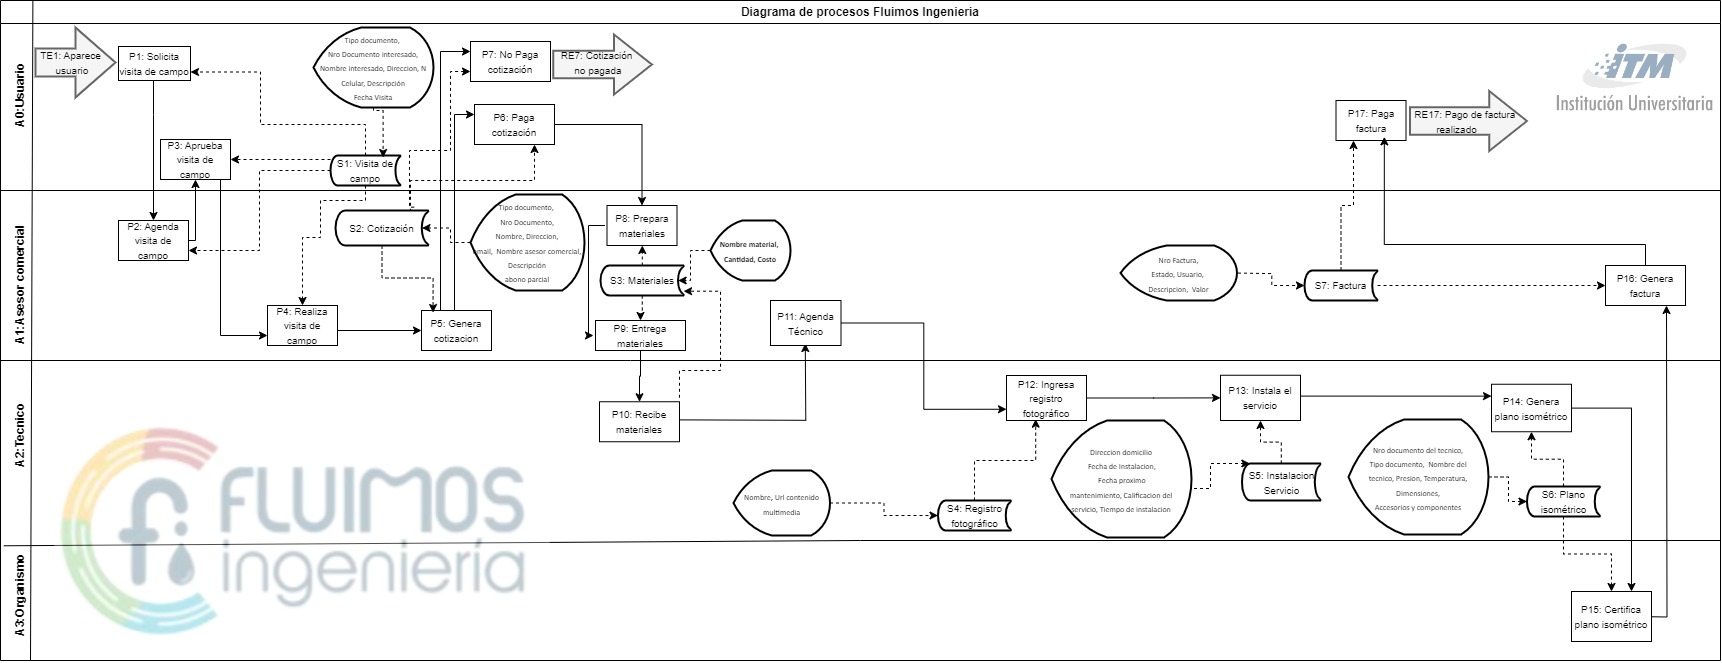 Diagrama de procesos Fluimos Ingenieria
A0:Usuario
TE1: Aparece
usuario
P1: Solicita
visita de campo
Tipo documento,
Nro Documento interesado,
Nombre interesado, Direccion, N
Celular, Descripción
Fecha Visita
P7: No Paga
cotización
RE7: Cotización
no pagada
P6: Paga
cotización
P3: Aprueba
visita de
campo
S1: Visita de
campo
P17: Paga
factura
RE17: Pago de factura
realizado
iTM
Institución Universitaria
A1:Asesor comercial
P2: Agenda
visita de
campo
S2: Cotización
Tipo documento,
Nro Documento,
Nombre, Direccion,
mail, Nombre asesor comercial,
Descripción
abono parcial
P8: Prepara
materiales
Nombre material,
Cantidad, Costo
S3: Materiales
P4: Realiza
visita de
campo
P5: Genera
cotizacion
P9: Entrega
materiales
P11: Agenda
Técnico
Nro Factura,
Estado, Usuario,
Descripcion, Valor
S7: Factura
P16: Genera
factura
A2:Tecnico
P10: Recibe
materiales
P12: Ingresa
registro
fotográfico
P13: Instala el
servicio
P14: Genera
plano isométrico
Nombre, Url contenido
multimedia
S4: Registro
fotográfico
Direccion domicilio
Fecha de Instalacion,
Fecha proximo
mantenimiento, Calificacion del
servicio, Tiempo de instalacion
S5: Instalacion
Servicio
Nro documento del tecnico,
Tipo documento, Nombre del
tecnico, Presion, Temperatura,
Dimensiones,
Accesorios y componentes
S6: Plano
isométrico
FLUIMOS
ingeniería
A3:Organismo
P15: Certifica
plano isométrico